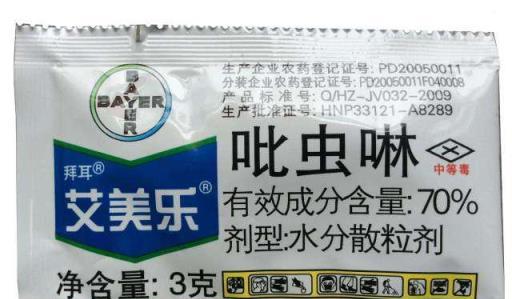 生产企业农药登记证号: PD20050011
分装企业农药登记证号: PD20050011F040008
产品标准号: Q/HZ-JV032-2009
生产批准证号: HNP33121-A8289
BAYER
BAYER
拜耳®
艾美乐®
吡虫啉
中等毒
有效成分含量: 70%
剂型:水分散粒剂
净含量: 3克